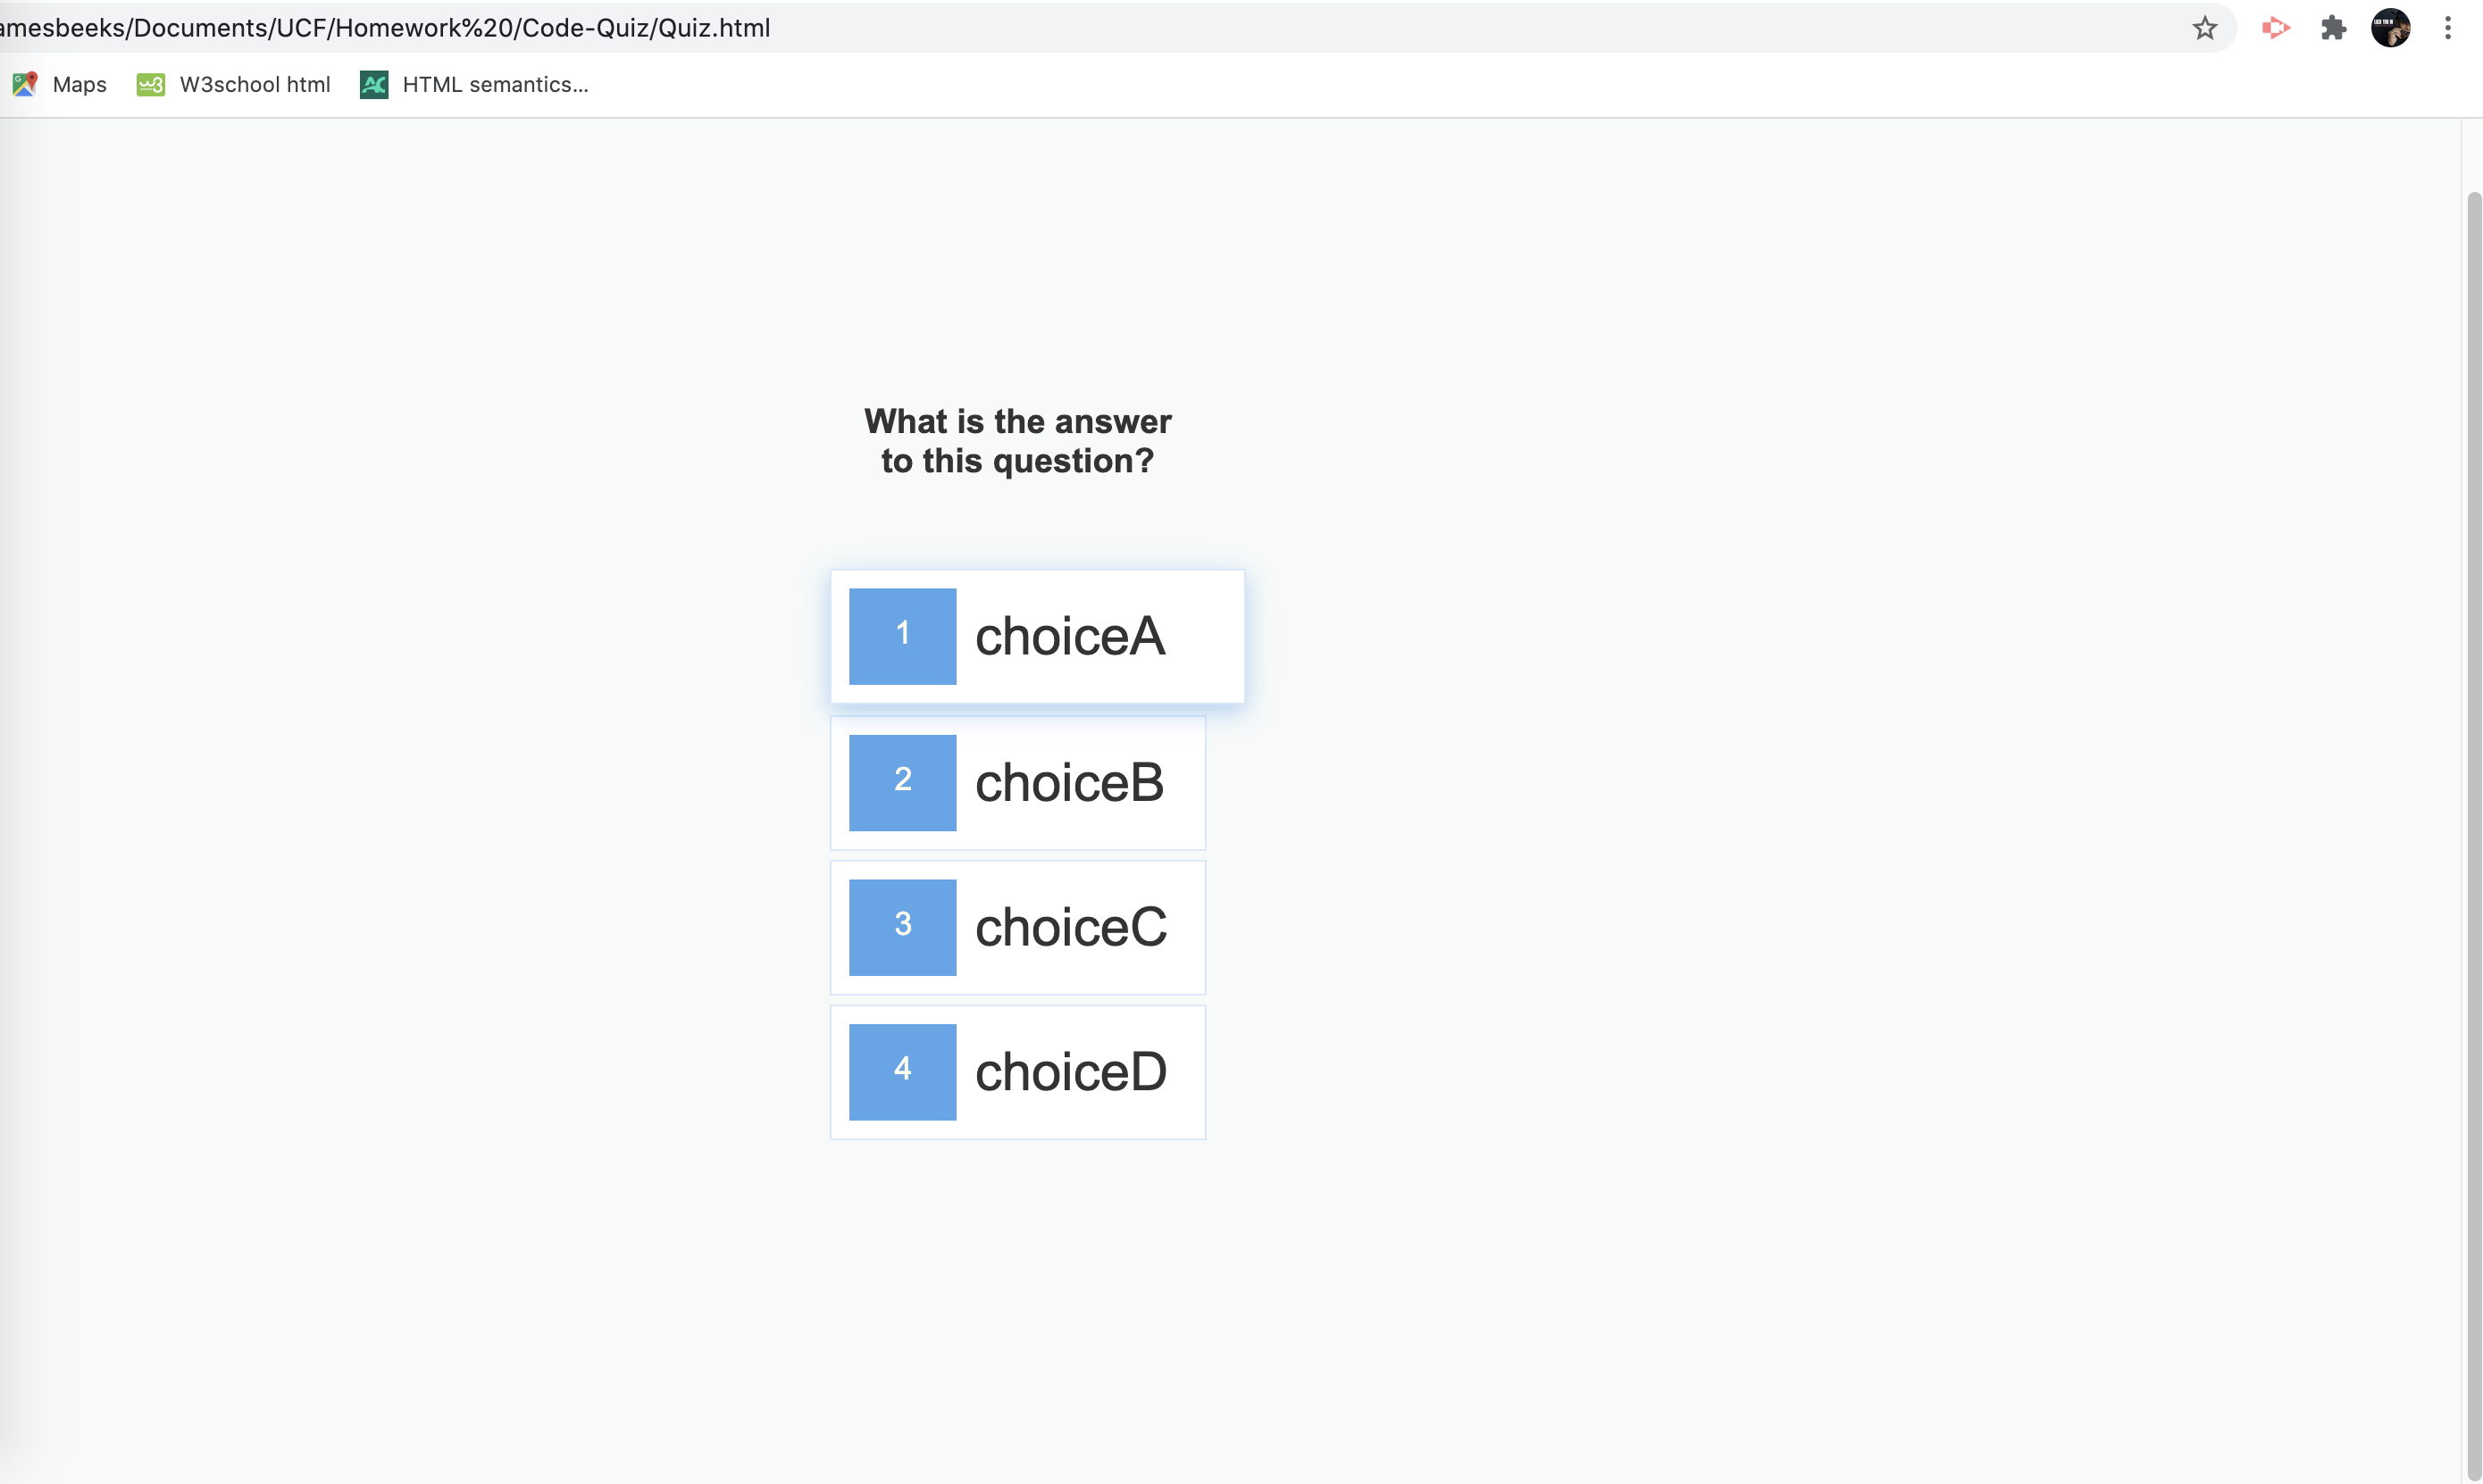 amesbeeks/Documents/UCF/Homework%20/Code-Quiz/Quiz.html
Maps W3school html HTML semantics...
What is the answer
to this question?
1 choiceA
2 choiceB
3 choiceC
4 choiceD